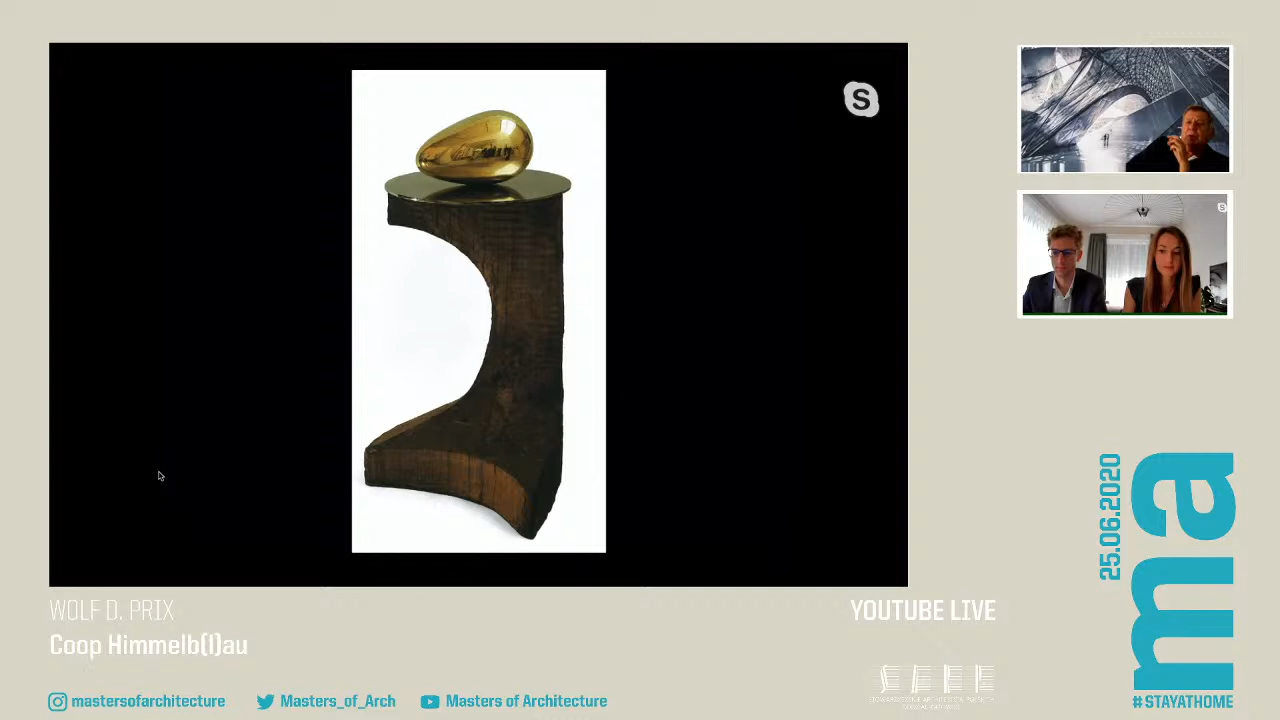 S
S
WOLF D. PRIX
Coop Himmelb(l)au
YOUTUBE LIVE
mastersofarchitecture
Masters_of_Arch
Masters of Architecture
25.06.2020
ma
#STAYATHOME